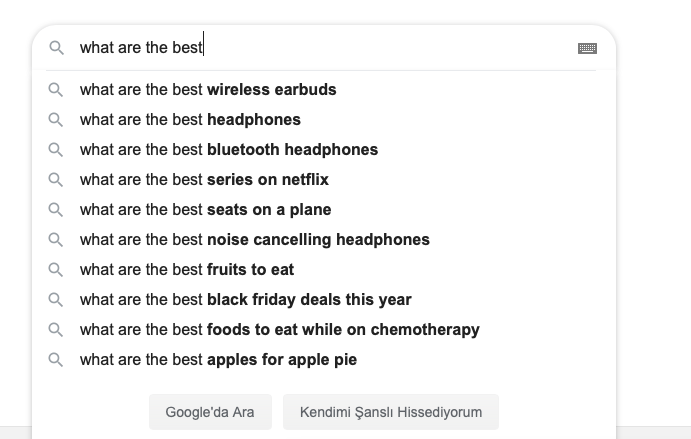 what are the best
what are the best wireless earbuds
what are the best headphones
what are the best bluetooth headphones
what are the best series on netflix
what are the best seats on a plane
what are the best noise cancelling headphones
what are the best fruits to eat
what are the best black friday deals this year
what are the best foods to eat while on chemotherapy
what are the best apples for apple pie
Google'da Ara
Kendimi Şanslı Hissediyorum